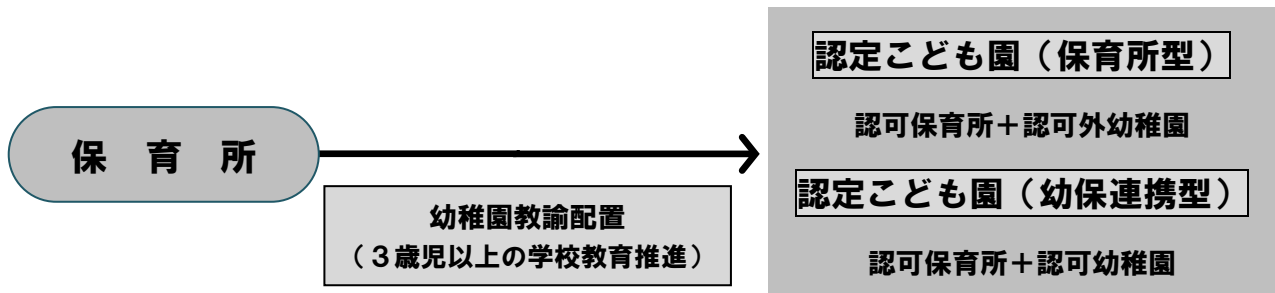 保　育　所
幼稚園教諭配置
（３歳児以上の学校教育推進）
認定こども園（保育所型）
認可保育所＋認可外幼稚園
認定こども園（幼保連携型）
認可保育所＋認可幼稚園